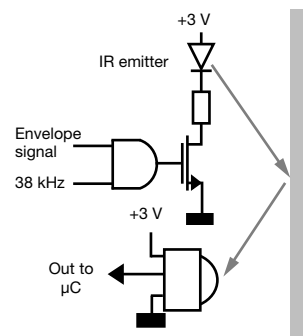 +3 V
IR emitter
Envelope
signal
38 kHz
+3 V
Out to
µC